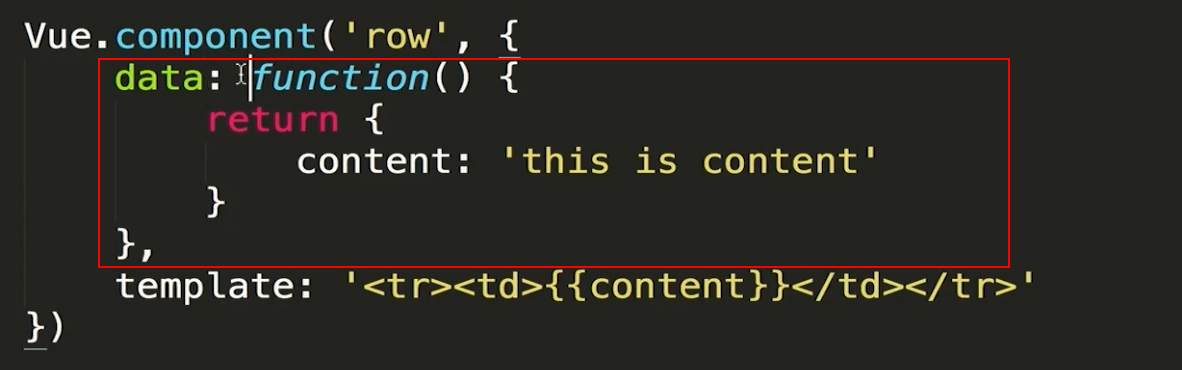 Vue.component('row', {
    data: function() {
        return {
            content: 'this is content'
        }
    },
    template: '<tr><td>{{content}}</td></tr>'
})